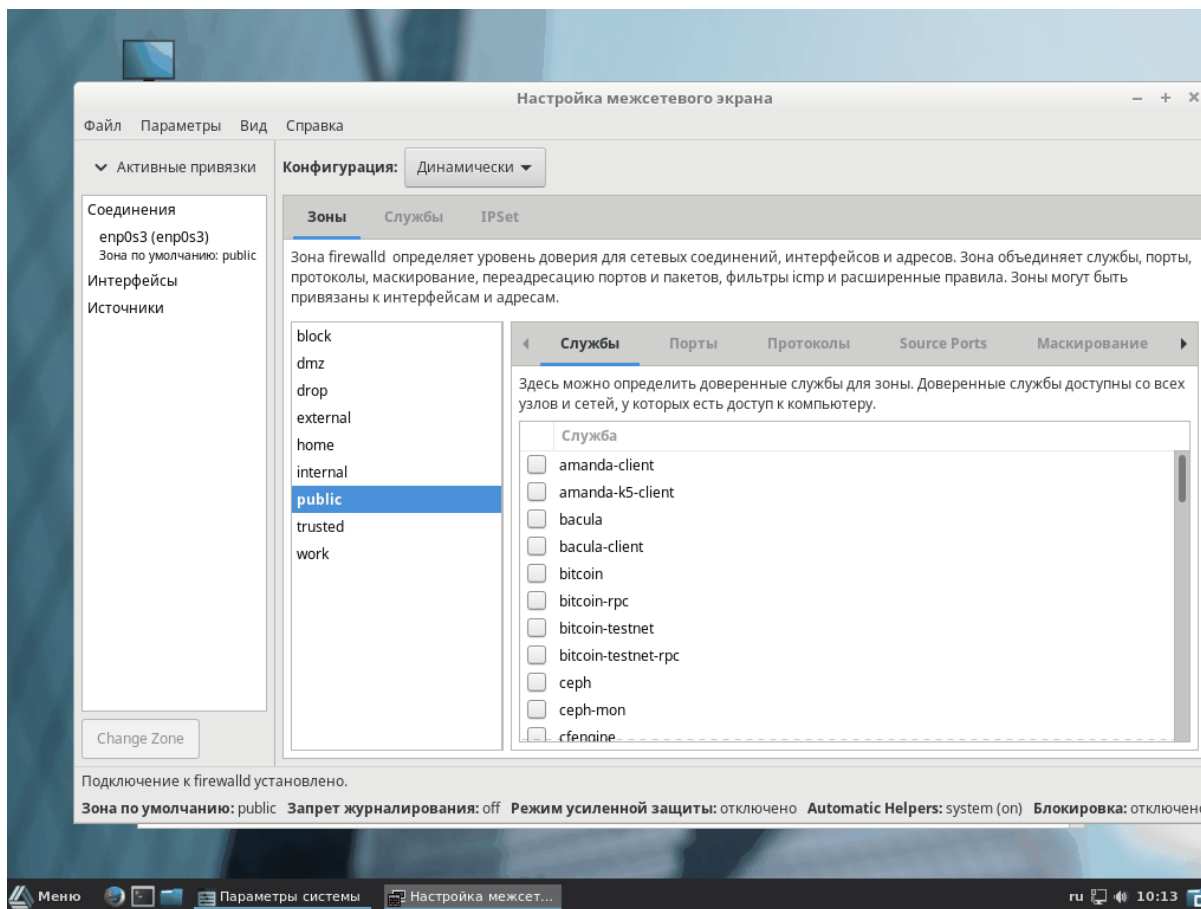 Настройка межсетевого экрана
Файл Параметры Вид Справка
Активные привязки
Конфигурация: Динамически
Соединения
enp0s3 (enp0s3)
Зона по умолчанию: public
Интерфейсы
Источники
Change Zone
Зоны Службы IPSet
Зона firewalld определяет уровень доверия для сетевых соединений, интерфейсов и адресов. Зона объединяет службы, порты,
протоколы, маскирование, переадресацию портов и пакетов, фильтры icmp и расширенные правила. Зоны могут быть
привязаны к интерфейсам и адресам.
block
dmz
drop
external
home
internal
public
trusted
work
Службы Порты Протоколы Source Ports Маскирование
Здесь можно определить доверенные службы для зоны. Доверенные службы доступны со всех
узлов и сетей, у которых есть доступ к компьютеру.
Служба
amanda-client
amanda-k5-client
bacula
bacula-client
bitcoin
bitcoin-rpc
bitcoin-testnet
bitcoin-testnet-rpc
ceph
ceph-mon
cfengine
Подключение к firewalld установлено.
Зона по умолчанию: public Запрет журналирования: off Режим усиленной защиты: отключено Automatic Helpers: system (on) Блокировка: отключено
Меню Параметры системы Настройка межсет... ru 10:13